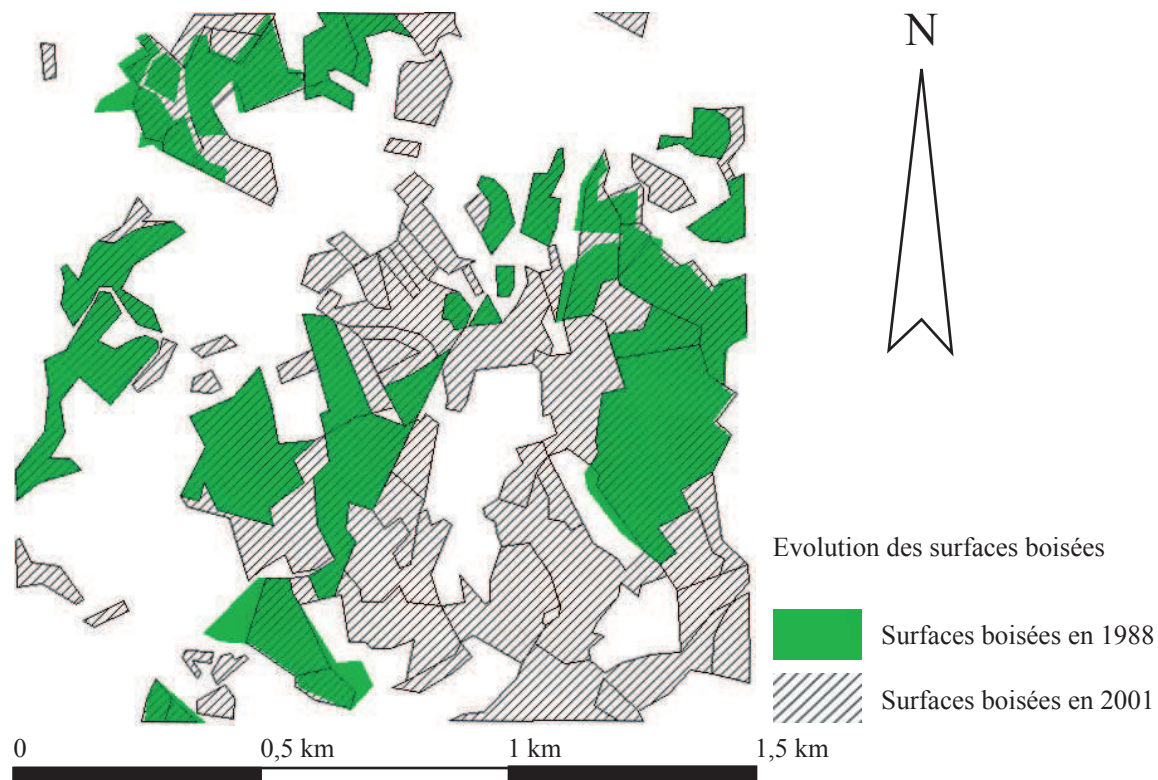 N
Evolution des surfaces boisées
Surfaces boisées en 1988
Surfaces boisées en 2001
0 0,5 km 1 km 1,5 km